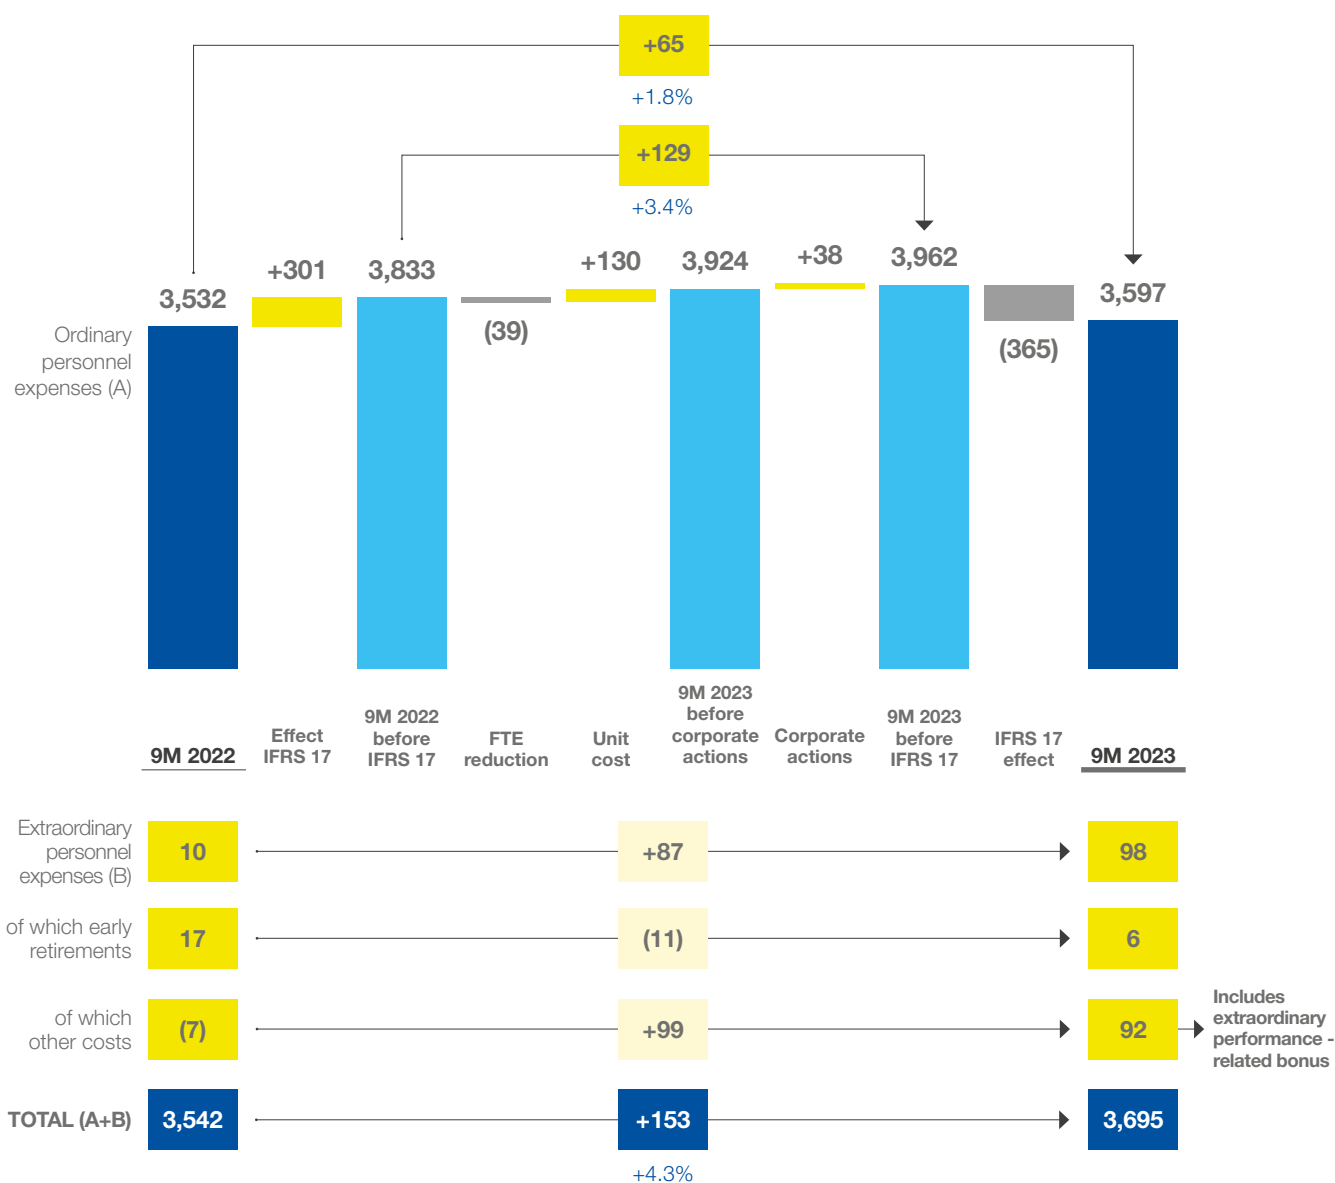 +65
+1.8%
+129
+3.4%
3,532
+301
3,833
(39)
+130
3,924
+38
3,962
(365)
3,597
Ordinary
personnel
expenses (A)
9M 2022
Effect
IFRS 17
9M 2022
before
IFRS 17
FTE
reduction
Unit
cost
9M 2023
before
corporate
actions
Corporate
actions
9M 2023
before
IFRS 17
IFRS 17
effect
9M 2023
Extraordinary
personnel
expenses (B)
10
+87
98
of which early
retirements
17
(11)
6
of which
other costs
(7)
+99
92
Includes
extraordinary
performance -
related bonus
TOTAL (A+B)
3,542
+153
3,695
+4.3%